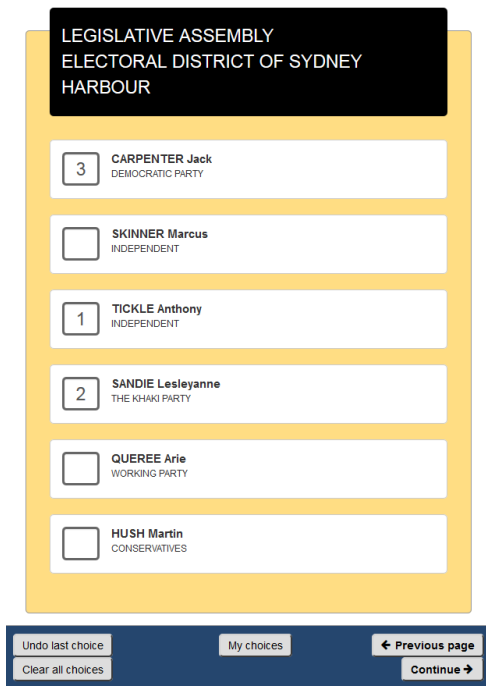 LEGISLATIVE ASSEMBLY
ELECTORAL DISTRICT OF SYDNEY
HARBOUR
3
CARPENTER Jack
DEMOCRATIC PARTY
SKINNER Marcus
INDEPENDENT
1
TICKLE Anthony
INDEPENDENT
2
SANDIE Lesleyanne
THE KHAKI PARTY
QUEREE Arie
WORKING PARTY
HUSH Martin
CONSERVATIVES
Undo last choice
My choices
← Previous page
Clear all choices
Continue →